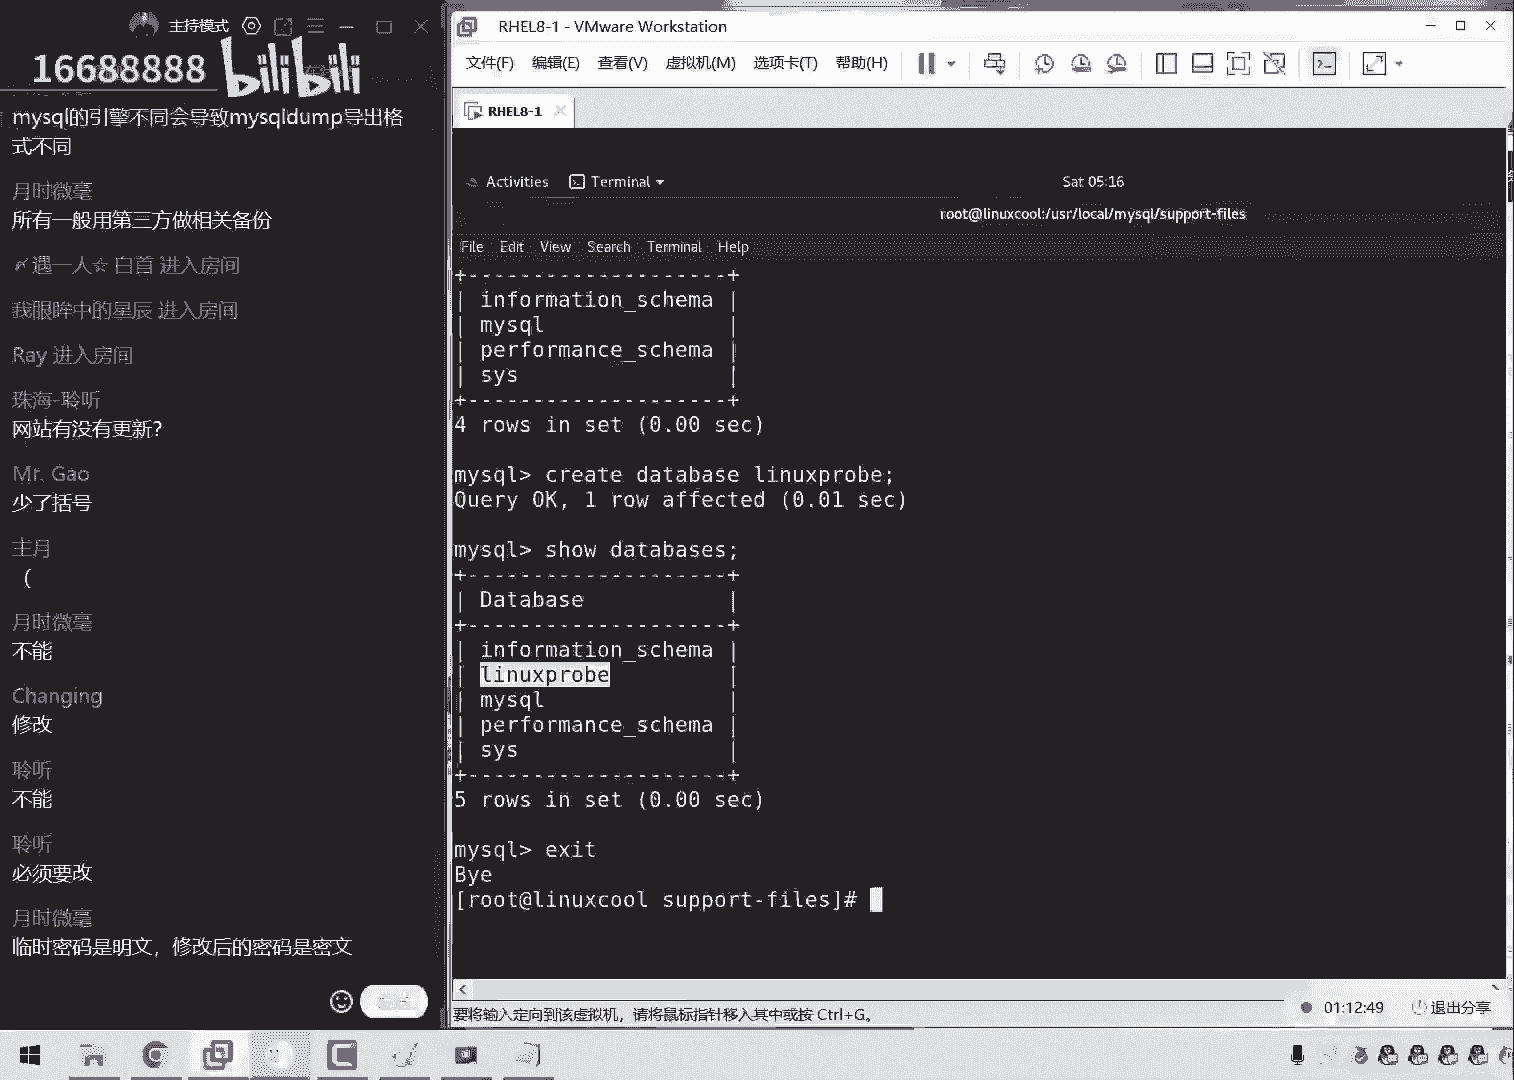 主持模式
16688888 bilibili
mysql的引擎不同会导致mysqldump导出格
式不同
月时微毫
所有一般用第三方做相关备份
〆遇一人☆ 白首 进入房间
我眼眸中的星辰 进入房间
Ray 进入房间
珠海-聆听
网站有没有更新?
Mr. Gao
少了括号
主月
（
月时微毫
不能
Changing
修改
聆听
不能
聆听
必须要改
月时微毫
临时密码是明文，修改后的密码是密文
RHEL8-1 - VMware Workstation
文件(F) 编辑(E) 查看(V) 虚拟机(M) 选项卡(T) 帮助(H)
RHEL8-1
Activities Terminal Sat 05:16
root@linuxcool:/usr/local/mysql/support-files
File Edit View Search Terminal Help
+--------------------+
| information_schema |
| mysql              |
| performance_schema |
| sys                |
+--------------------+
4 rows in set (0.00 sec)
mysql> create database linuxprobe;
Query OK, 1 row affected (0.01 sec)
mysql> show databases;
+--------------------+
| Database           |
+--------------------+
| information_schema |
| linuxprobe         |
| mysql              |
| performance_schema |
| sys                |
+--------------------+
5 rows in set (0.00 sec)
mysql> exit
Bye
[root@linuxcool support-files]#
要将输入定向到该虚拟机，请将鼠标指针移入其中或按 Ctrl+G。
01:12:49 退出分享